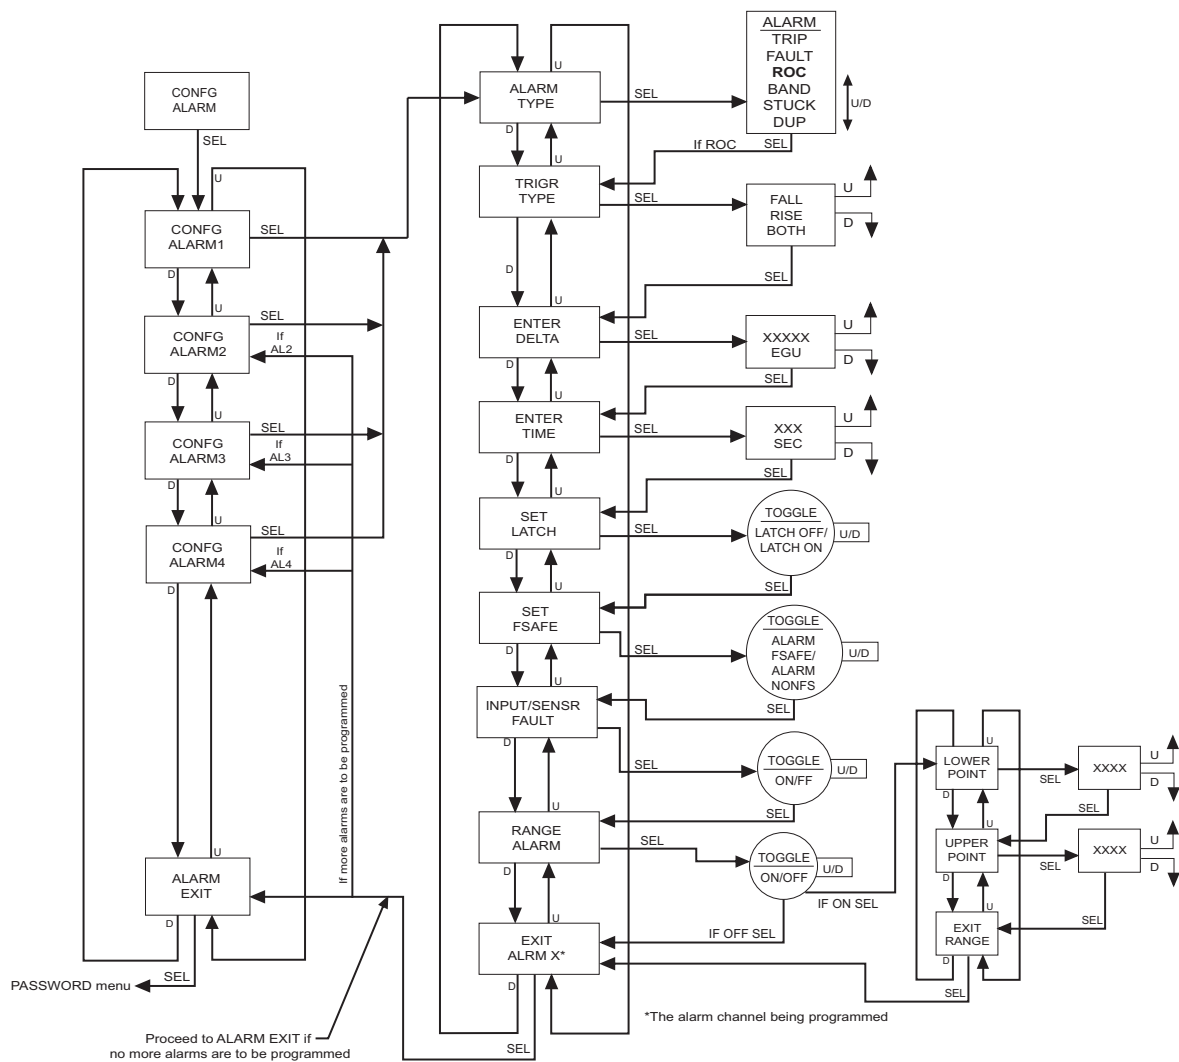 CONFG
ALARM
SEL
U
CONFG
ALARM1
SEL
D
U
CONFG
ALARM2
SEL
If
AL2
D
U
CONFG
ALARM3
SEL
If
AL3
D
U
CONFG
ALARM4
SEL
If
AL4
D
If more alarms are to be programmed
U
ALARM
EXIT
D
SEL
PASSWORD menu
Proceed to ALARM EXIT if
no more alarms are to be programmed
U
ALARM
TYPE
SEL
D
U
ALARM
TRIP
FAULT
ROC
BAND
STUCK
DUP
U/D
If ROC
SEL
TRIGR
TYPE
SEL
D
U
FALL
RISE
BOTH
U
D
SEL
ENTER
DELTA
SEL
D
U
XXXXX
EGU
U
D
SEL
ENTER
TIME
SEL
D
U
XXX
SEC
U
D
SEL
SET
LATCH
SEL
D
U
TOGGLE
LATCH OFF/
LATCH ON
U/D
SEL
SET
FSAFE
SEL
D
U
TOGGLE
ALARM
FSAFE/
ALARM
NONFS
U/D
SEL
INPUT/SENSR
FAULT
SEL
D
U
TOGGLE
ON/FF
U/D
SEL
RANGE
ALARM
SEL
D
U
TOGGLE
ON/OFF
U/D
IF ON SEL
IF OFF SEL
EXIT
ALRM X*
D
SEL
U
LOWER
POINT
SEL
D
U
XXXX
U
D
SEL
UPPER
POINT
SEL
D
U
XXXX
U
D
SEL
EXIT
RANGE
D
SEL
*The alarm channel being programmed